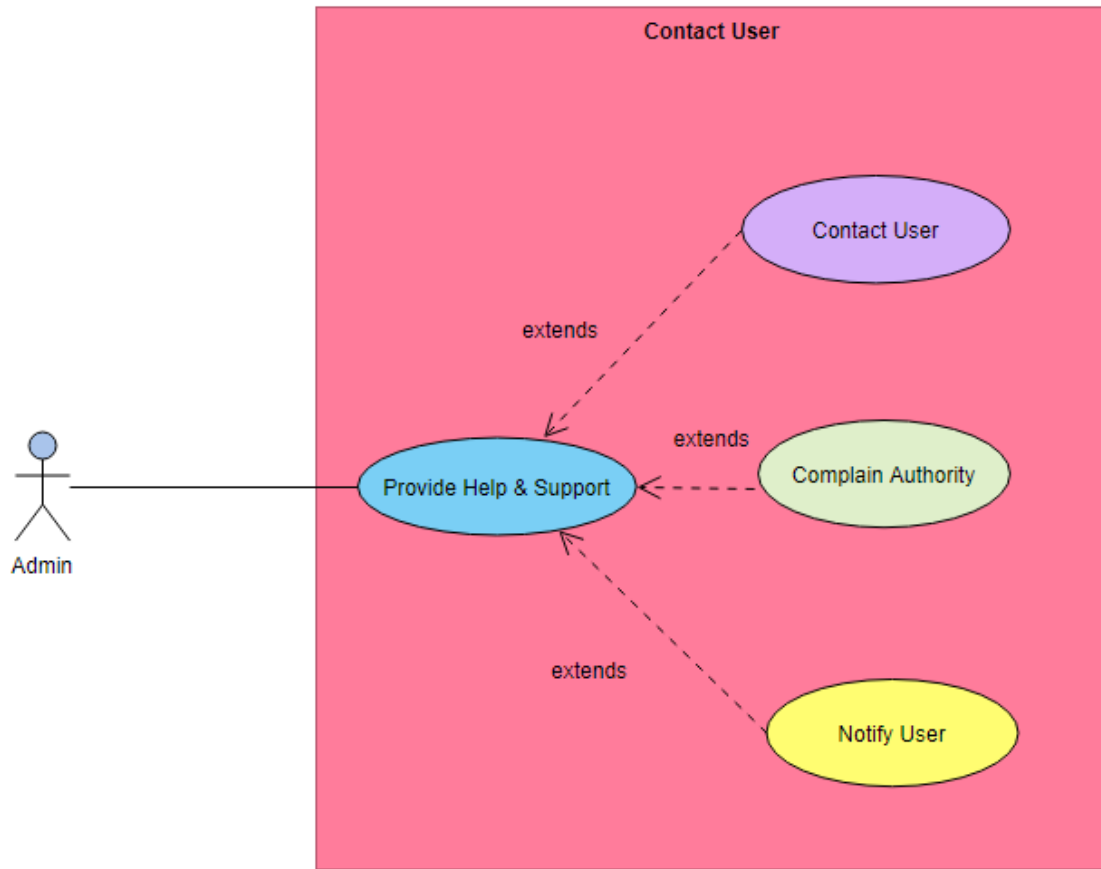 Contact User
Contact User
extends
extends
Complain Authority
Provide Help & Support
Admin
extends
Notify User